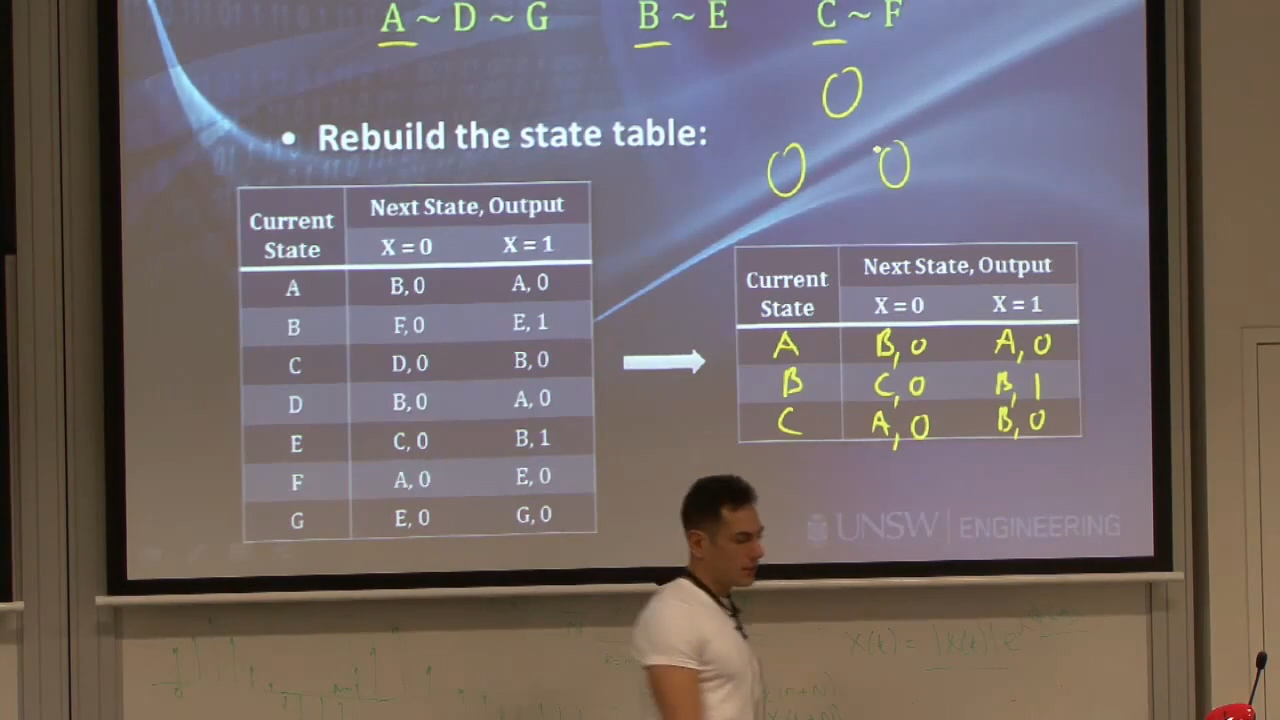 A ~ D ~ G B ~ E C ~ F
O
O O
• Rebuild the state table:
Current State Next State, Output
X = 0 X = 1
A B, 0 A, 0
B F, 0 E, 1
C D, 0 B, 0
D B, 0 A, 0
E C, 0 B, 1
F A, 0 E, 0
G E, 0 G, 0
Current State Next State, Output
X = 0 X = 1
A B, 0 A, 0
B C, 0 B, 1
C A, 0 B, 0
UNSW ENGINEERING
X(k) = |X(k)| e